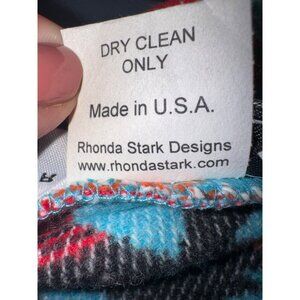 DRY CLEAN
ONLY
Made in U.S.A.
Rhonda Stark Designs
www.rhondastark.com